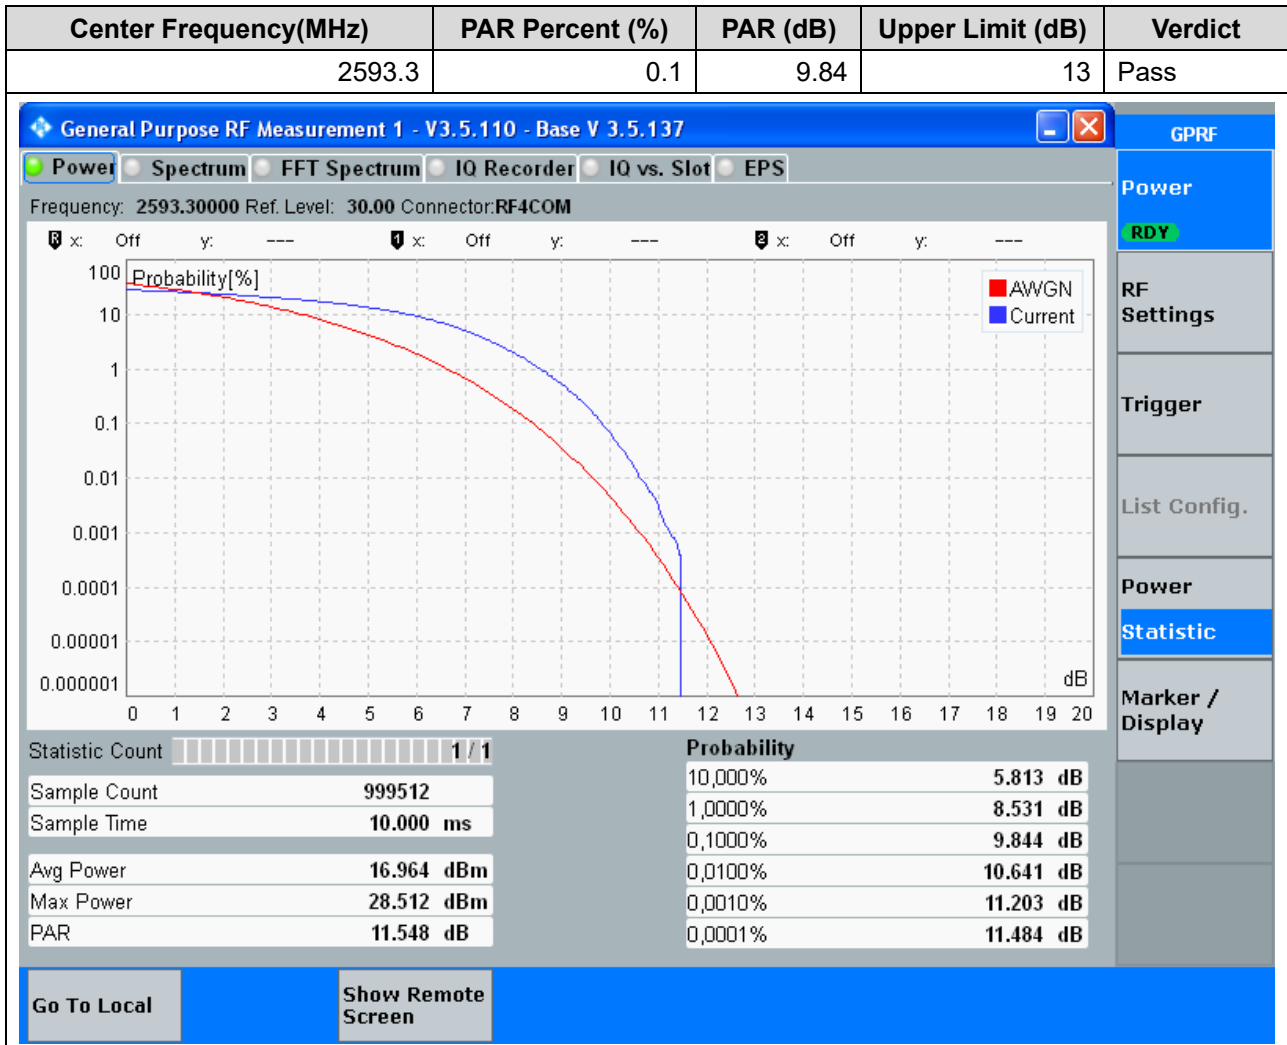 Center Frequency(MHz) PAR Percent (%) PAR (dB) Upper Limit (dB) Verdict
2593.3 0.1 9.84 13 Pass
General Purpose RF Measurement 1 - V3.5.110 - Base V 3.5.137
GPRF
Power Spectrum FFT Spectrum IQ Recorder IQ vs. Slot EPS
Power
RDY
Frequency: 2593.30000 Ref. Level: 30.00 Connector:RF4COM
R x: Off y: --- 1 x: Off y: --- 2 x: Off y: ---
Probability[%]
100
10
1
0.1
0.01
0.001
0.0001
0.00001
0.000001
AWGN
Current
dB
0 1 2 3 4 5 6 7 8 9 10 11 12 13 14 15 16 17 18 19 20
RF
Settings
Trigger
List Config.
Power
Statistic
Marker /
Display
Statistic Count 1 / 1
Sample Count 999512
Sample Time 10.000 ms
Avg Power 16.964 dBm
Max Power 28.512 dBm
PAR 11.548 dB
Probability
10,000% 5.813 dB
1,0000% 8.531 dB
0,1000% 9.844 dB
0,0100% 10.641 dB
0,0010% 11.203 dB
0,0001% 11.484 dB
Go To Local
Show Remote
Screen